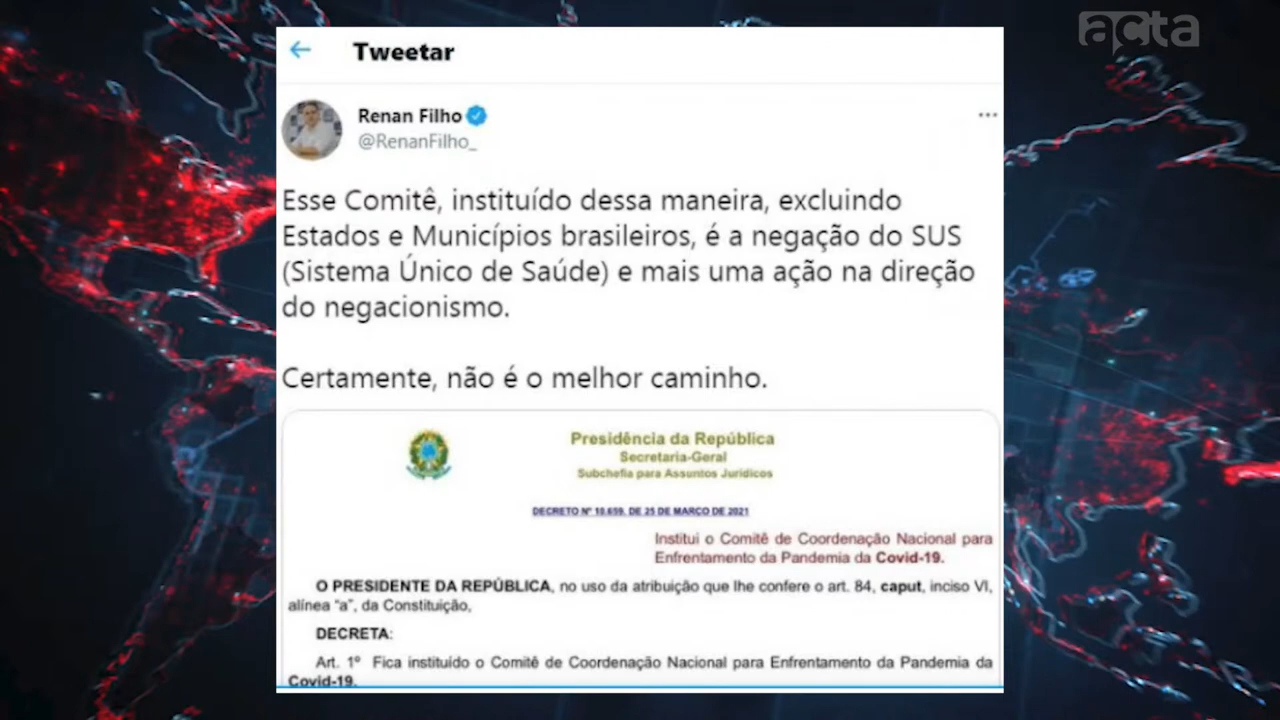 acta
Tweetar
Renan Filho
@RenanFilho_
Esse Comitê, instituído dessa maneira, excluindo
Estados e Municípios brasileiros, é a negação do SUS
(Sistema Único de Saúde) e mais uma ação na direção
do negacionismo.
Certamente, não é o melhor caminho.
Presidência da República
Secretaria-Geral
Subchefia para Assuntos Jurídicos
DECRETO Nº 10.659, DE 25 DE MARÇO DE 2021
Institui o Comitê de Coordenação Nacional para
Enfrentamento da Pandemia da Covid-19.
O PRESIDENTE DA REPÚBLICA, no uso da atribuição que lhe confere o art. 84, caput, inciso VI,
alínea "a", da Constituição,
DECRETA:
Art. 1º Fica instituído o Comitê de Coordenação Nacional para Enfrentamento da Pandemia da
Covid-19.